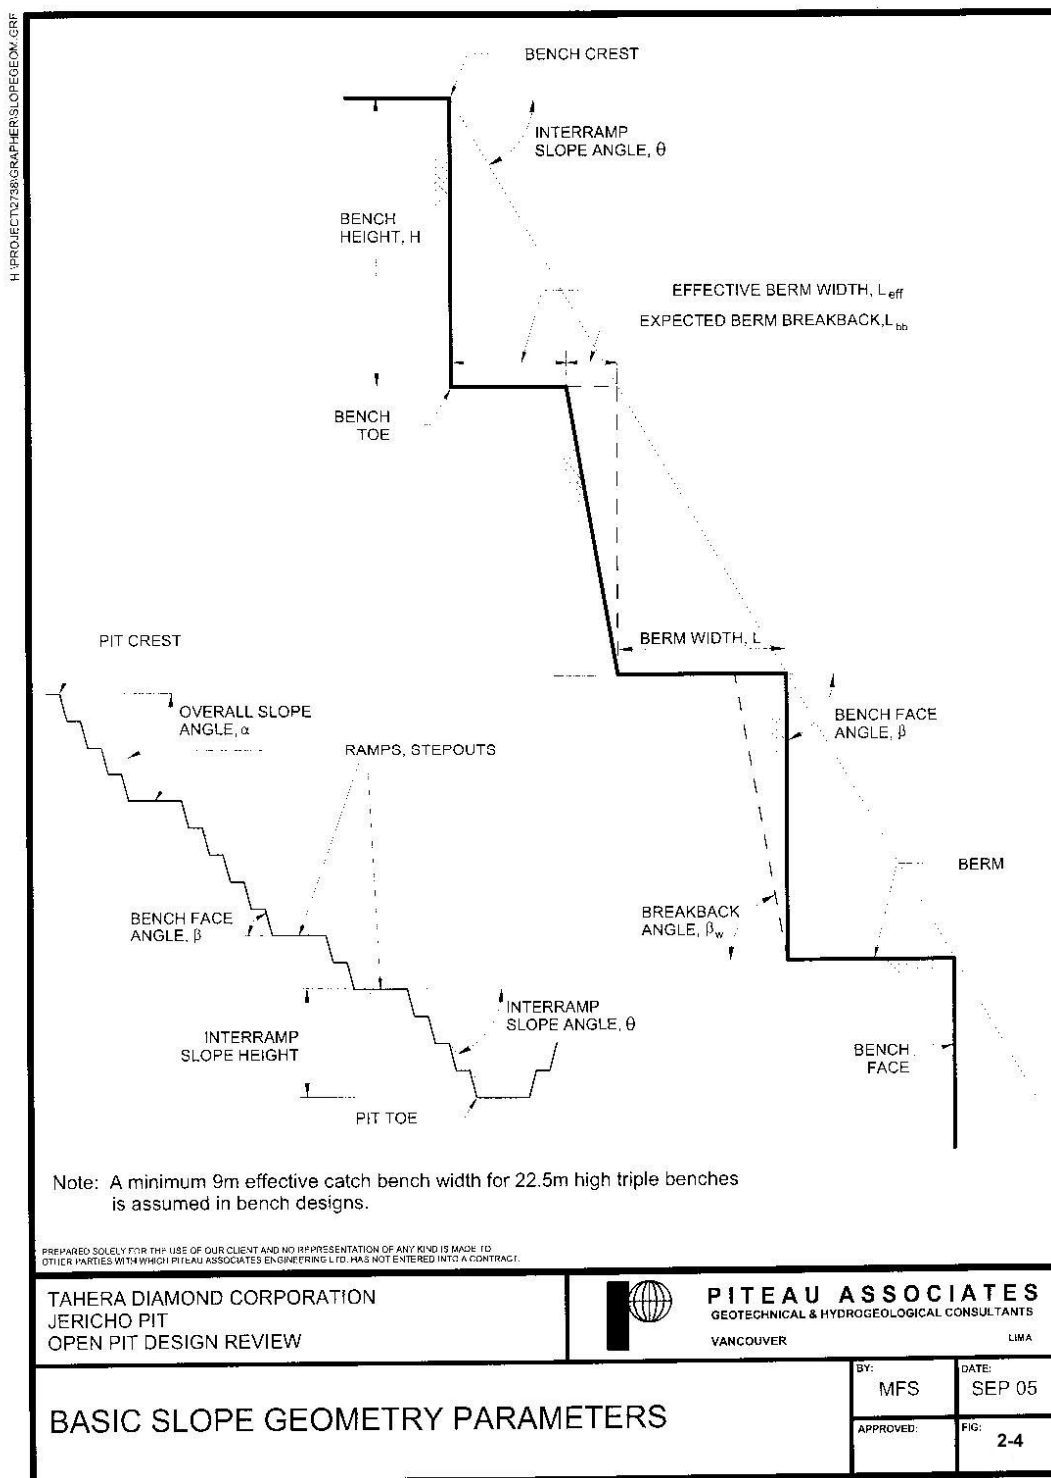 H:\PROJECT\2738\GRAPHER\SLOPEGEOM.GRF
BENCH CREST
INTERRAMP
SLOPE ANGLE, θ
BENCH
HEIGHT, H
EFFECTIVE BERM WIDTH, Leff
EXPECTED BERM BREAKBACK, Lbb
BENCH
TOE
BERM WIDTH, L
PIT CREST
OVERALL SLOPE
ANGLE, α
BENCH FACE
ANGLE, β
RAMPS, STEPOUTS
BERM
BENCH FACE
ANGLE, β
BREAKBACK
ANGLE, βw
INTERRAMP
SLOPE ANGLE, θ
INTERRAMP
SLOPE HEIGHT
BENCH
FACE
PIT TOE
Note: A minimum 9m effective catch bench width for 22.5m high triple benches
is assumed in bench designs.
PREPARED SOLELY FOR THE USE OF OUR CLIENT AND NO REPRESENTATION OF ANY KIND IS MADE TO
OTHER PARTIES WITH WHICH PITEAU ASSOCIATES ENGINEERING LTD. HAS NOT ENTERED INTO A CONTRACT.
TAHERA DIAMOND CORPORATION
JERICHO PIT
OPEN PIT DESIGN REVIEW
PITEAU ASSOCIATES
GEOTECHNICAL & HYDROGEOLOGICAL CONSULTANTS
VANCOUVER LIMA
BASIC SLOPE GEOMETRY PARAMETERS
BY:
MFS
DATE:
SEP 05
APPROVED:
FIG:
2-4